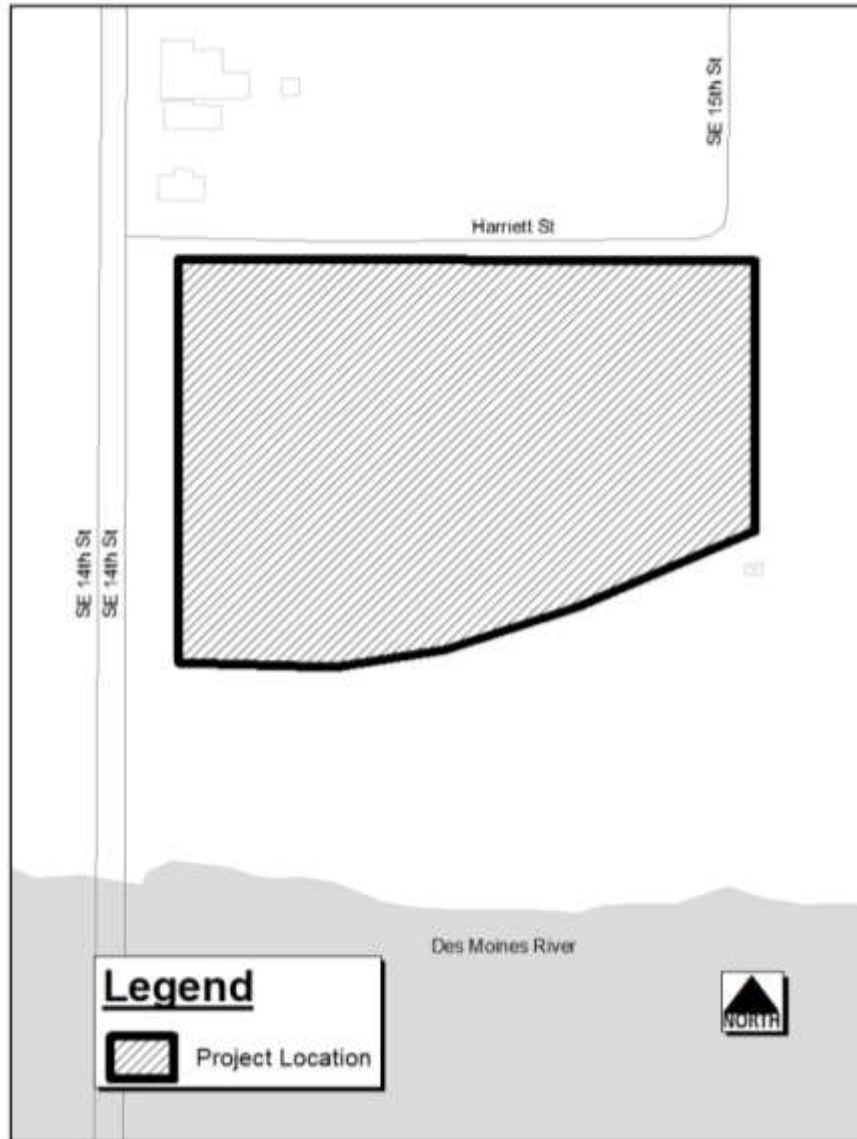 SE 15th St
Harriett St
SE 14th St
SE 14th St
Des Moines River
Legend
Project Location
NORTH